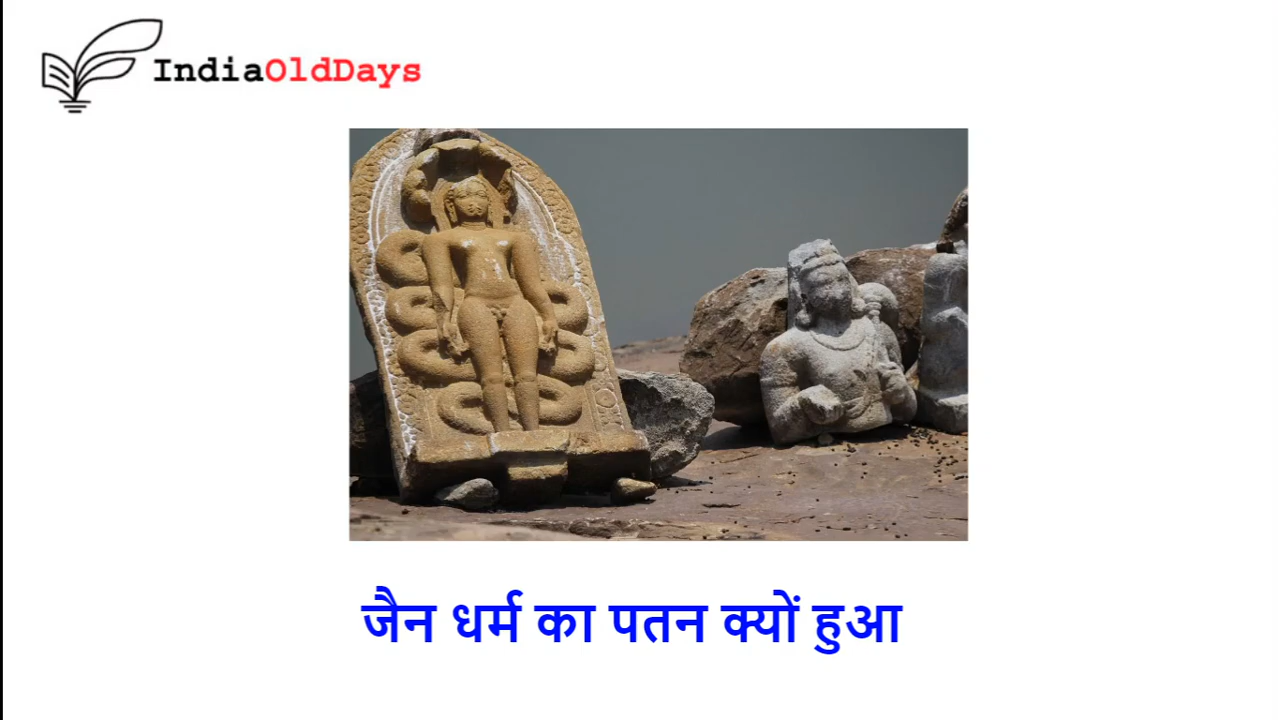 IndiaOldDays
जैन धर्म का पतन क्यों हुआ